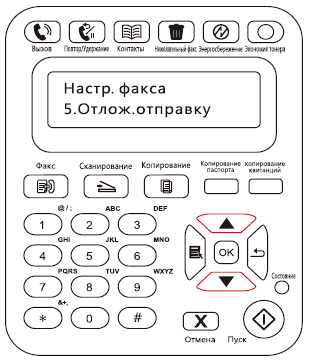 Вызов Повтор/Удержание Контакты Нежелательный факс Энергосбережение Экономия тонера
Настр. факса
5.Отлож.отправку
Факс Сканирование Копирование Копирование паспорта копирование квитанций
@/: ABC DEF
1 2 3
GHI JKL MNO
4 5 6
OK
PQRS TUV WXYZ
7 8 9
Состояние
&+,
* 0 #
X
Отмена Пуск